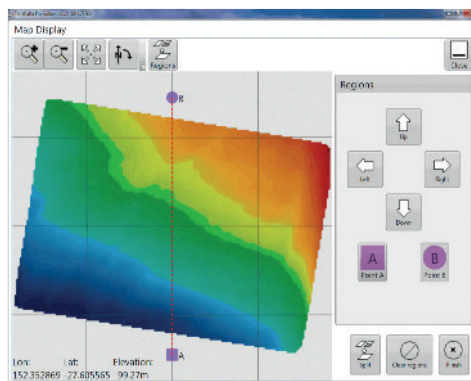 Map Display
Regions
Close
Regions
Up
Left
Right
Down
A
Point A
B
Point B
B
A
Lon:
Lat:
Elevation:
152.352869
-27.605565
99.27m
Split
Clear regions
Finish